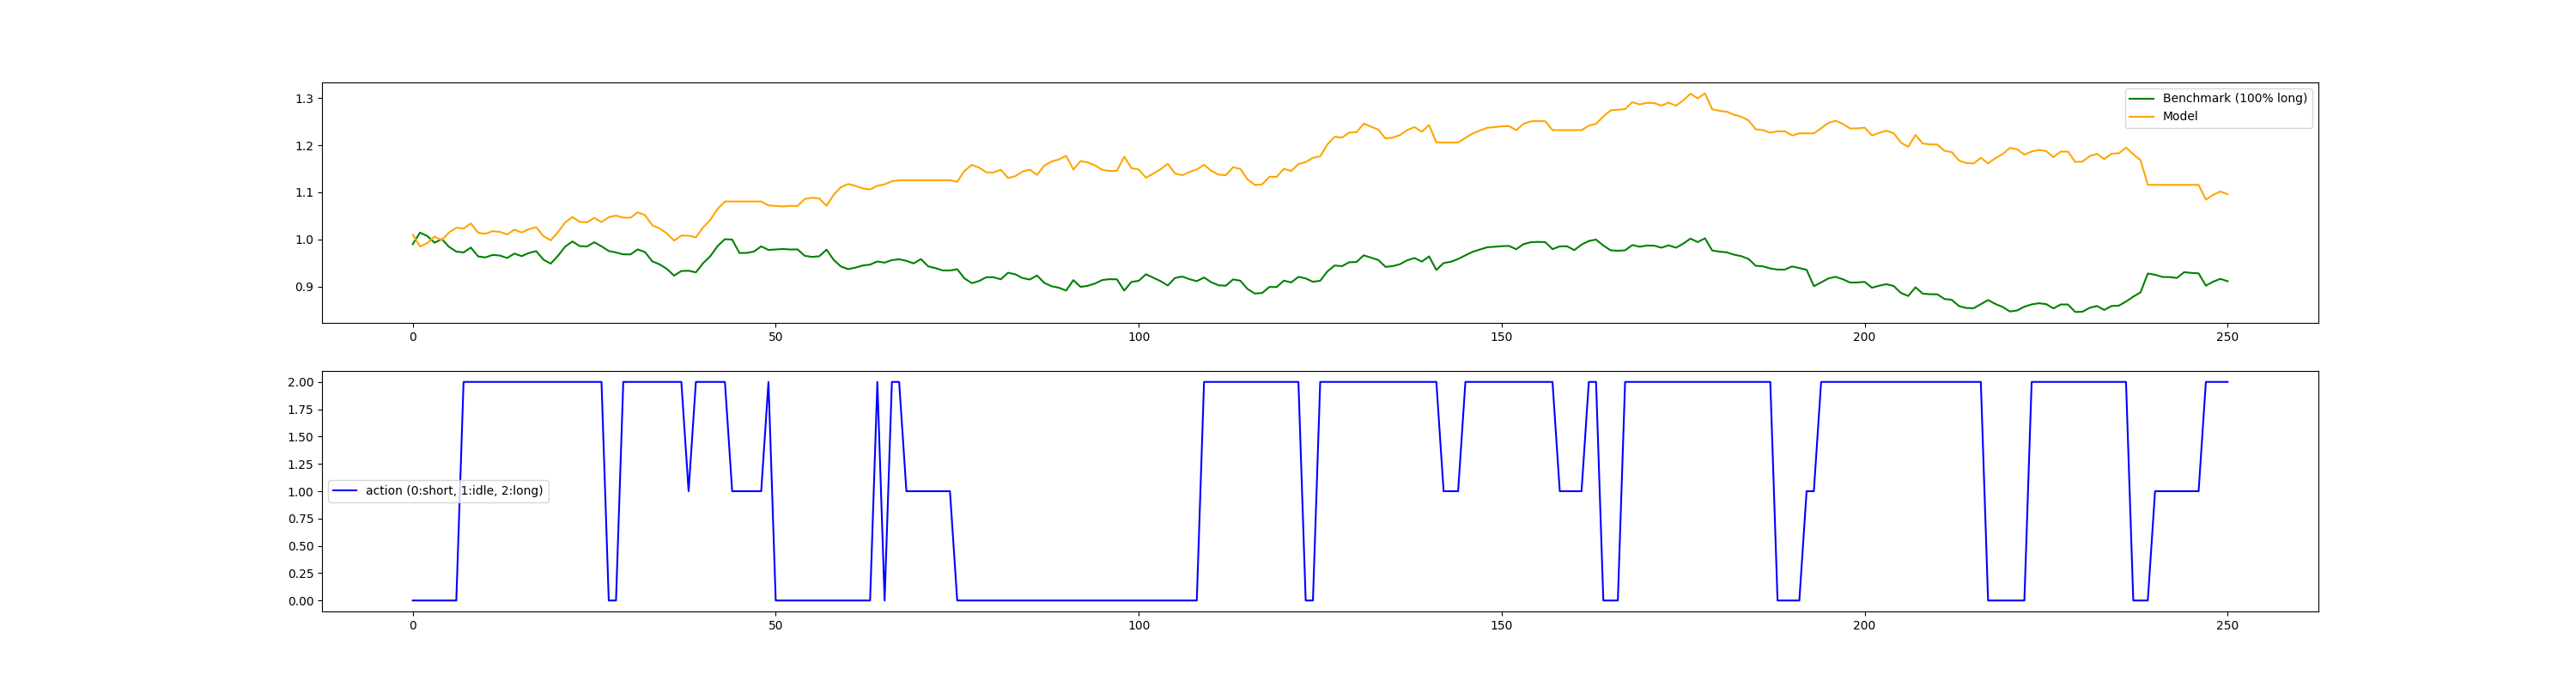 1.3
1.2
1.1
1.0
0.9
Benchmark (100% long)
Model
0 50 100 150 200 250
2.00
1.75
1.50
1.25
1.00
0.75
0.50
0.25
0.00
action (0:short, 1:idle, 2:long)
0 50 100 150 200 250